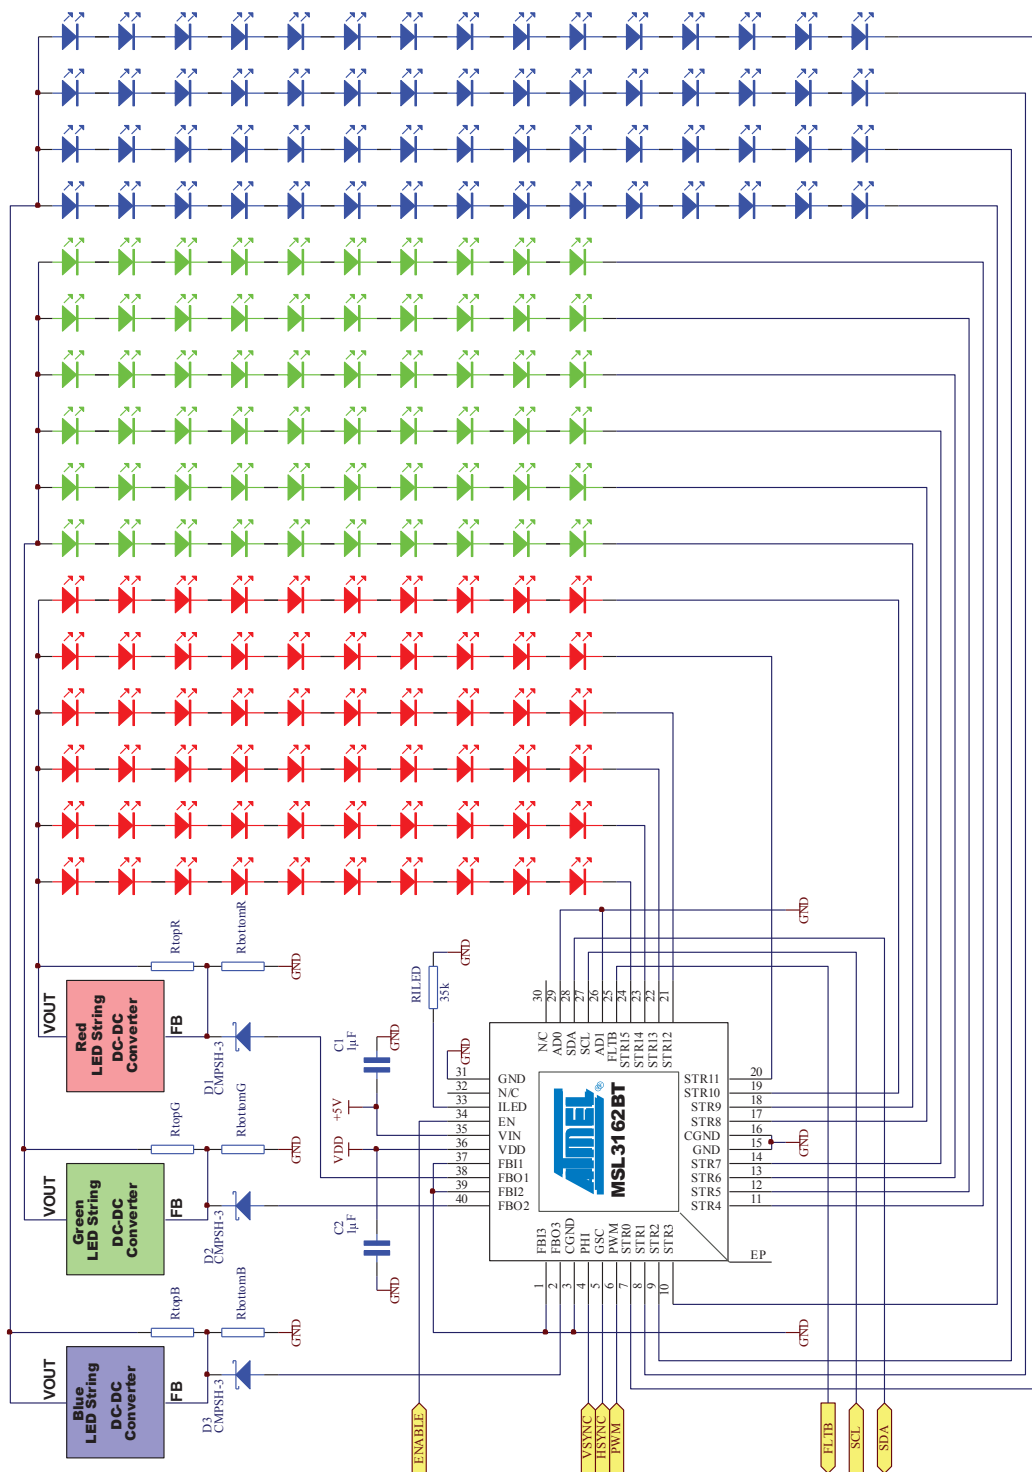 RtopR
RbottomR
GND
VOUT
Red
LED String
DC-DC
Converter
FB
D1
CMPSH-3
RtopG
RbottomG
GND
VOUT
Green
LED String
DC-DC
Converter
FB
D2
CMPSH-3
RtopB
RbottomB
GND
VOUT
Blue
LED String
DC-DC
Converter
FB
D3
CMPSH-3
GND
RILED
35k
C1
1µF
GND
GND
+5V
VDD
C2
1µF
GND
GND
30 N/C
29 AD0
28 SDA
27 SCL
26 AD1
25 FLTB
24 STR15
23 STR14
22 STR13
21 STR12
31 GND
32 N/C
33 ILED
34 EN
35 VIN
36 VDD
37 FBI1
38 FBO1
39 FBI2
40 FBO2
ATMEL ®
MSL3162BT
STR11 20
STR10 19
STR9 18
STR8 17
CGND 16
GND 15
STR7 14
STR6 13
STR5 12
STR4 11
GND
FBI3 1
FBO3 2
CGND 3
PHI 4
GSC 5
PWM 6
STR0 7
STR1 8
STR2 9
STR3 10
EP
GND
ENABLE
VSYNC
HSYNC
PWM
FLTB
SCL
SDA